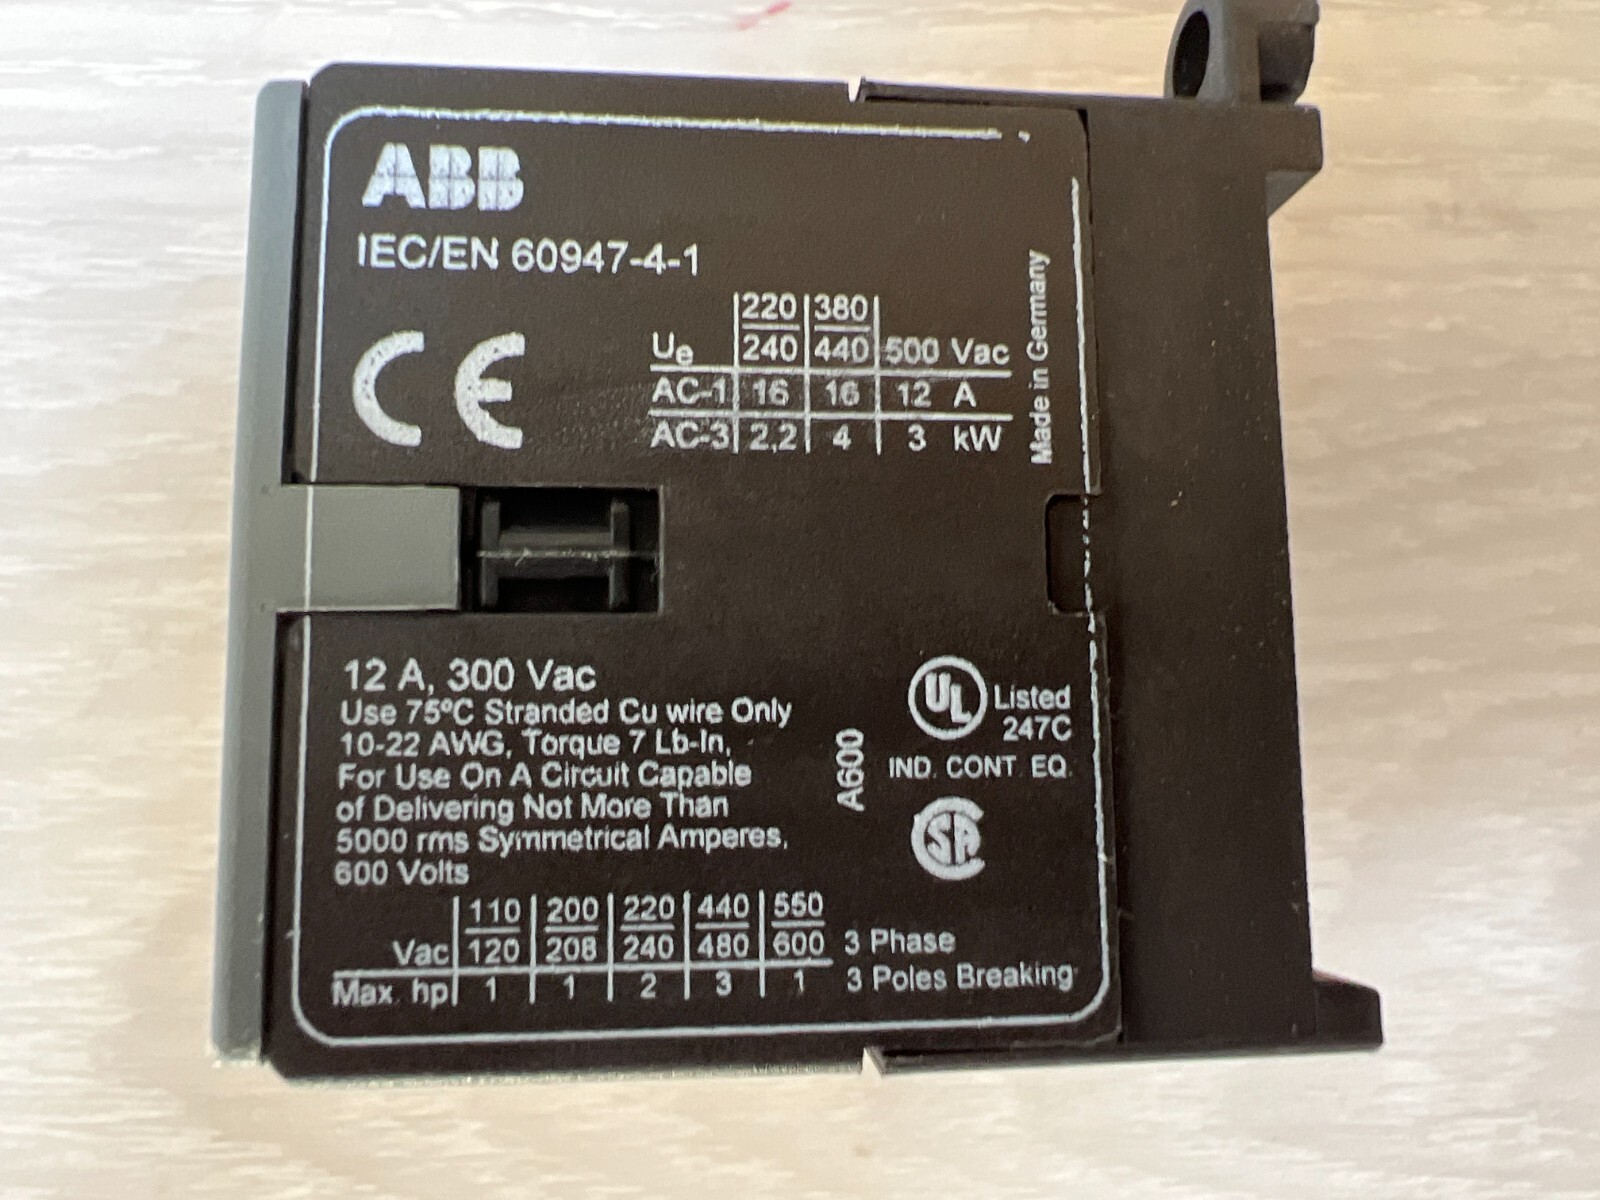 ABB
IEC/EN 60947-4-1
CE
220 380
Ue 240 440 500 Vac
AC-1 16 16 12 A
AC-3 2,2 4 3 kW
Made in Germany
12 A, 300 Vac
Use 75ºC Stranded Cu wire Only
10-22 AWG, Torque 7 Lb-In,
For Use On A Circuit Capable
of Delivering Not More Than
5000 rms Symmetrical Amperes,
600 Volts
A600
UL Listed
247C
IND. CONT. EQ.
CSA
110 200 220 440 550
Vac 120 208 240 480 600 3 Phase
Max. hp 1 1 2 3 1 3 Poles Breaking